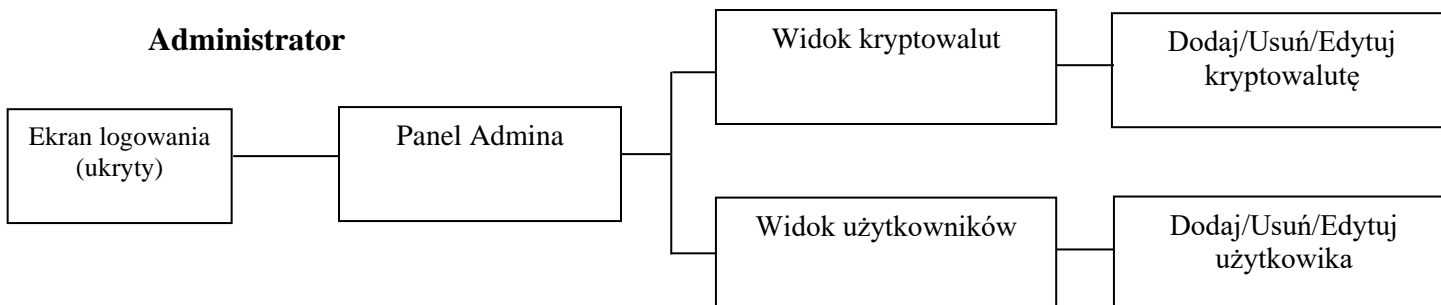 Administrator
Ekran logowania
(ukryty)
Panel Admina
Widok kryptowalut
Dodaj/Usuń/Edytuj
kryptowalutę
Widok użytkowników
Dodaj/Usuń/Edytuj
użytkowika